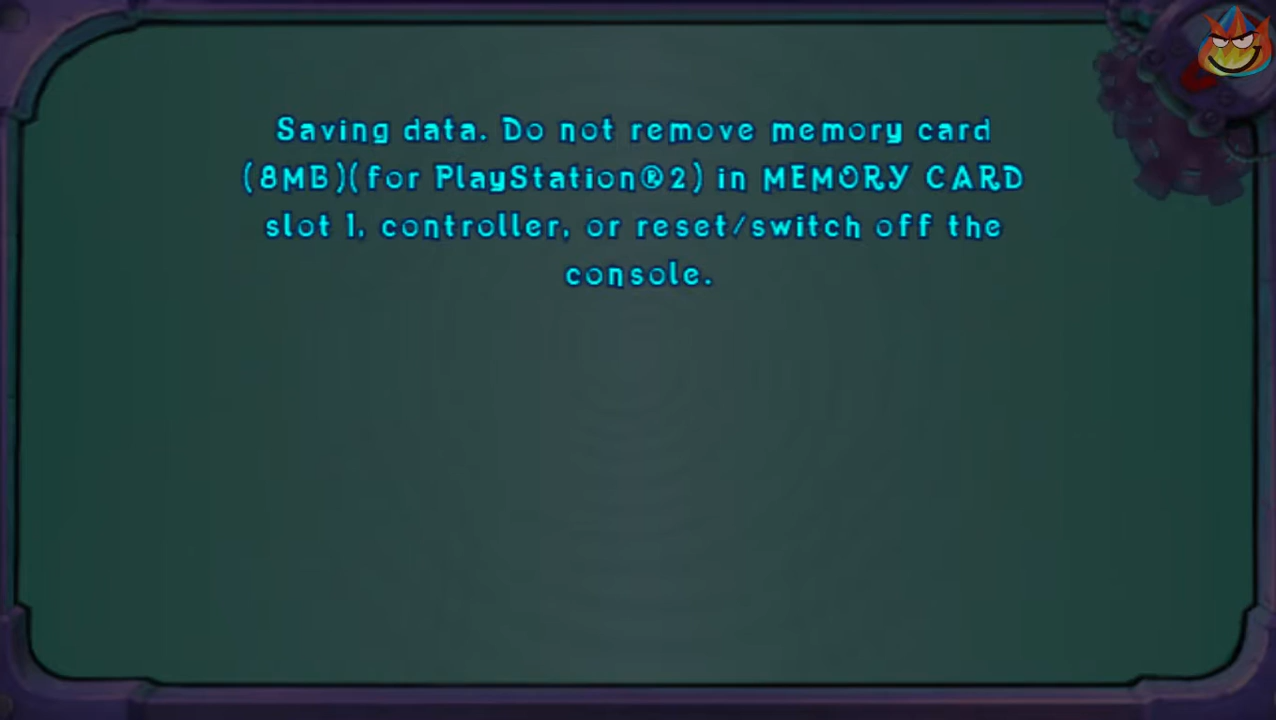 Saving data. Do not remove memory card
(8MB)(for PlayStation®2) in MEMORY CARD
slot 1, controller, or reset/switch off the
console.